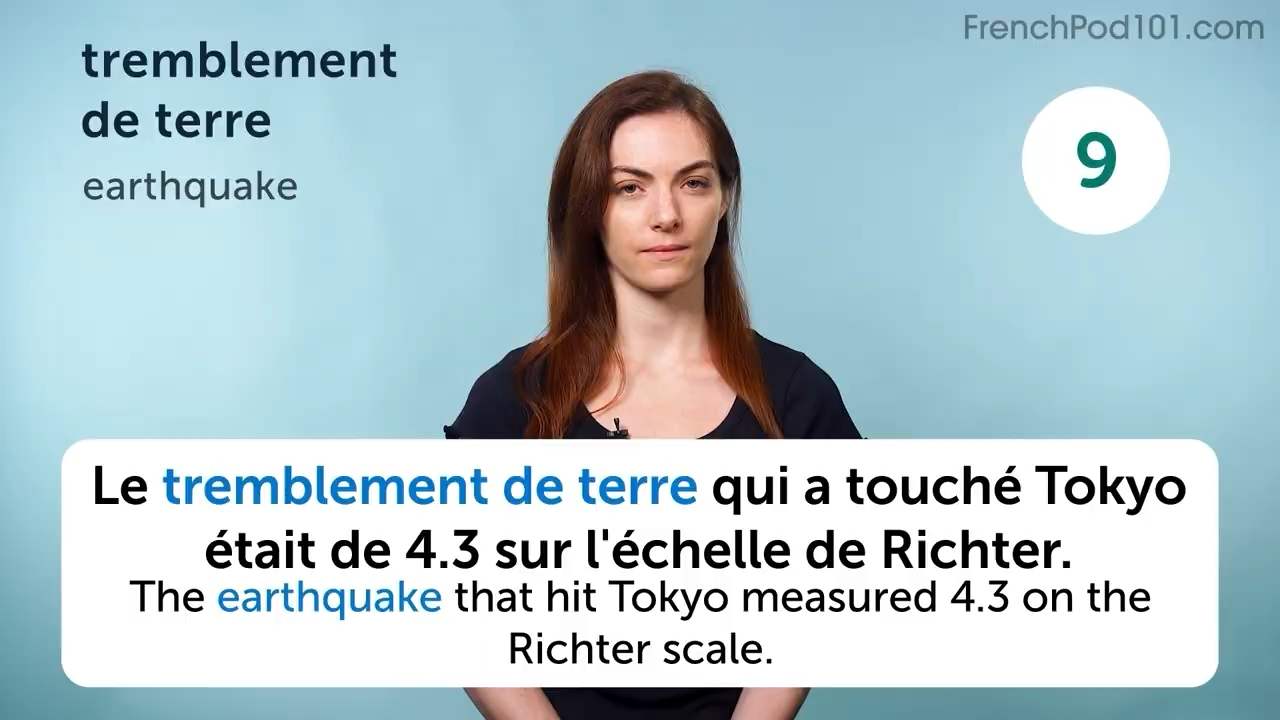 FrenchPod101.com
tremblement
de terre
earthquake
9
Le tremblement de terre qui a touché Tokyo
était de 4.3 sur l'échelle de Richter.
The earthquake that hit Tokyo measured 4.3 on the
Richter scale.